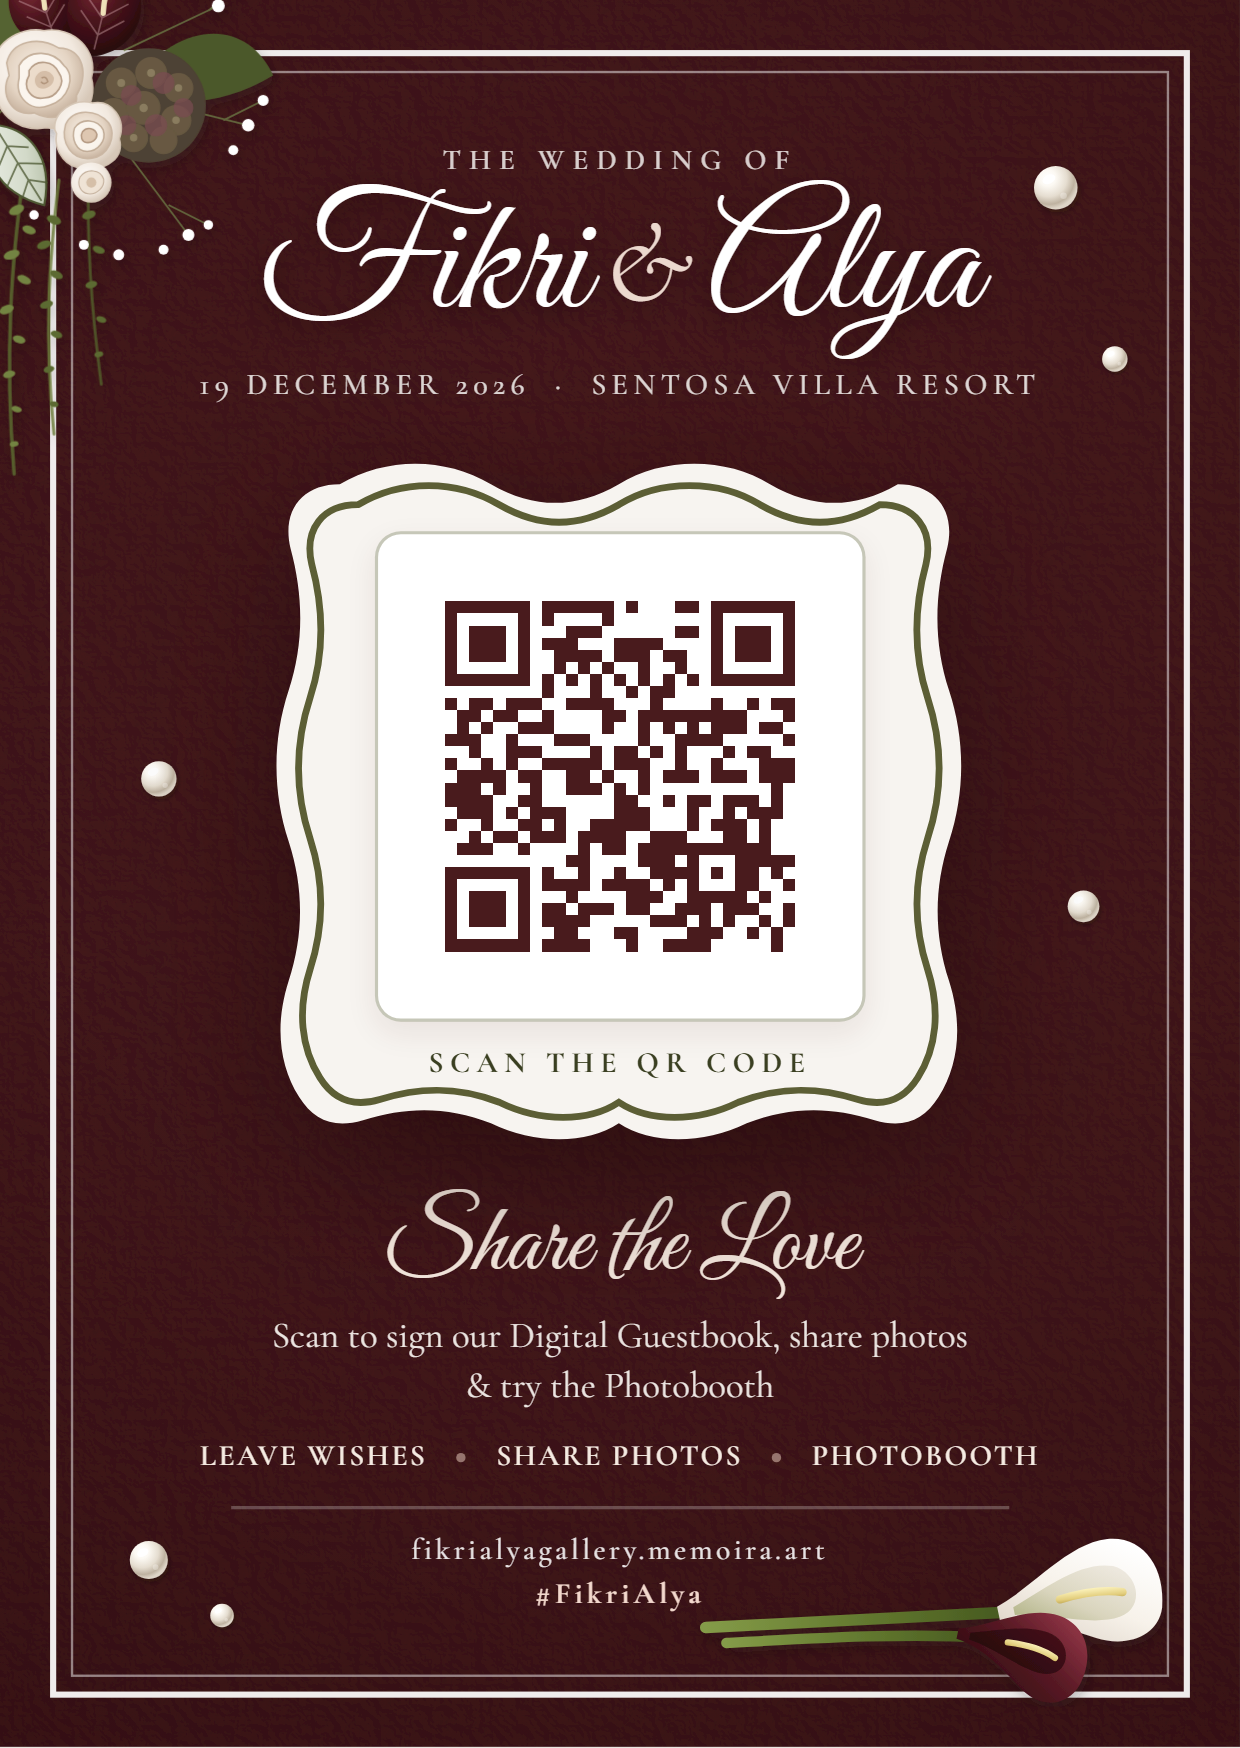 THE WEDDING OF
Fikri & Alya
19 DECEMBER 2026 · SENTOSA VILLA RESORT
SCAN THE QR CODE
Share the Love
Scan to sign our Digital Guestbook, share photos
& try the Photobooth
LEAVE WISHES • SHARE PHOTOS • PHOTOBOOTH
fikrialyagallery.memoira.art
#FikriAlya